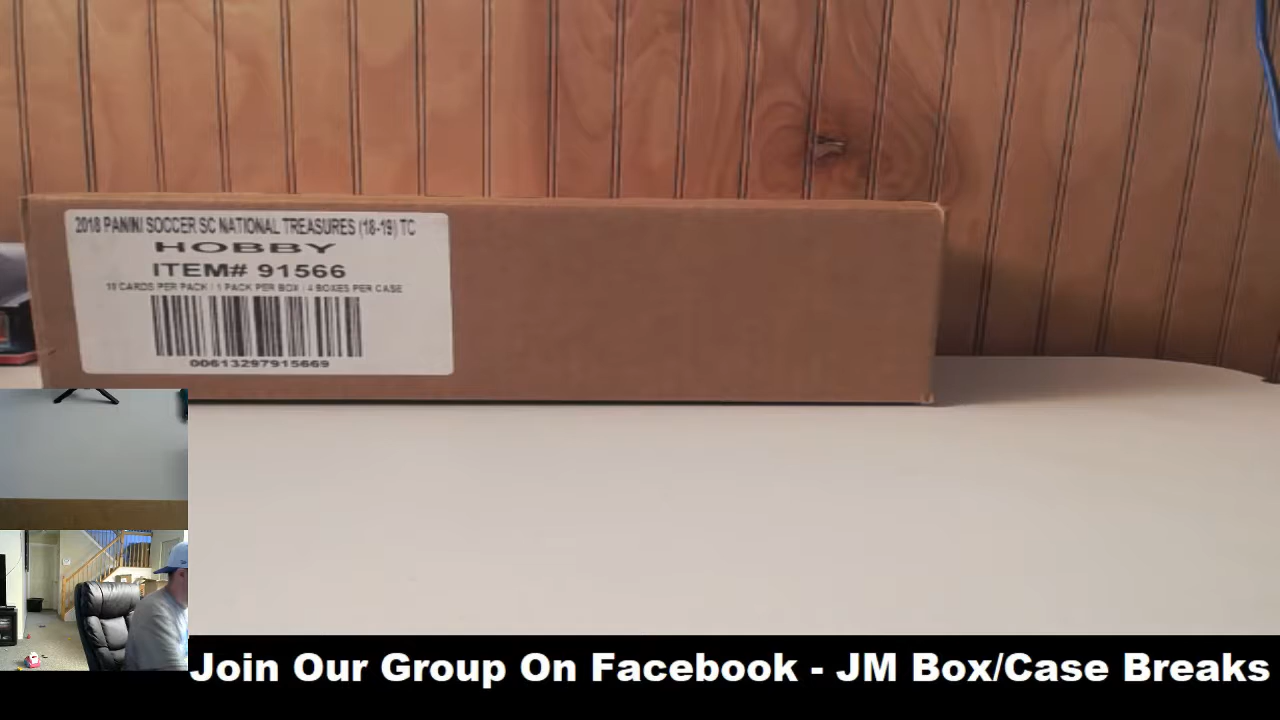 2018 PANINI SOCCER SC NATIONAL TREASURES (18-19) TC
HOBBY
ITEM# 91566
10 CARDS PER PACK / 1 PACK PER BOX / 4 BOXES PER CASE
00613297915669
Join Our Group On Facebook - JM Box/Case Breaks